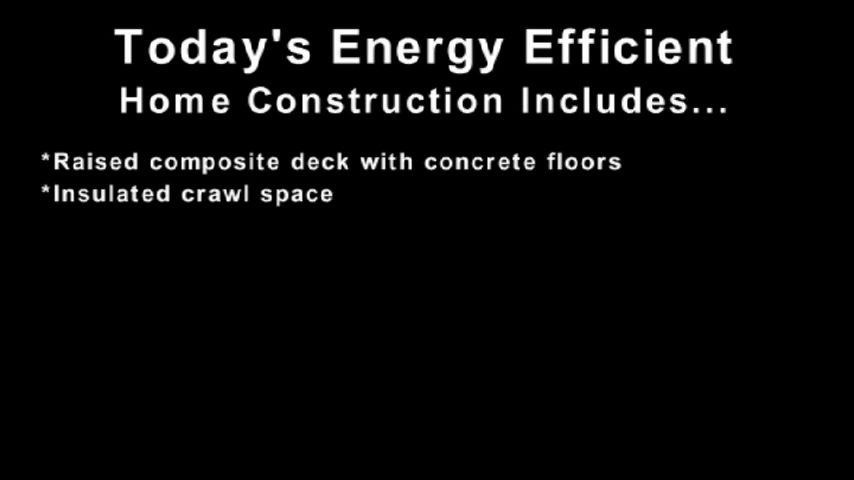 Today's Energy Efficient
Home Construction Includes...
*Raised composite deck with concrete floors
*Insulated crawl space